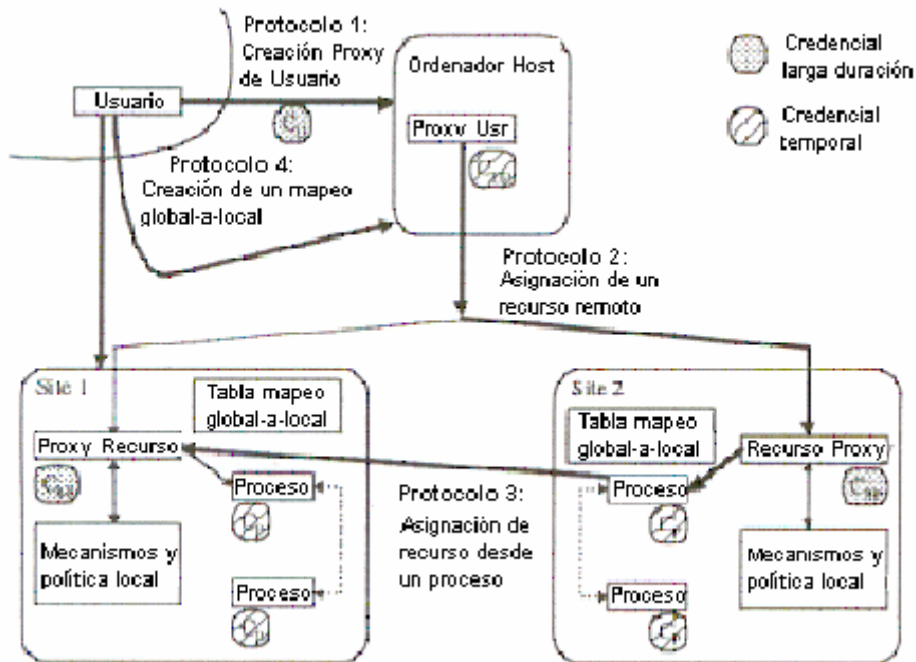 Protocolo 1:
Creación Proxy
de Usuario
Usuario
Ordenador Host
Proxy Usr
Credencial
larga duración
Credencial
temporal
Protocolo 4:
Creación de un mapeo
global-a-local
Protocolo 2:
Asignación de un
recurso remoto
Site 1
Tabla mapeo
global-a-local
Proxy Recurso
Proceso
Mecanismos y
política local
Proceso
Protocolo 3:
Asignación de
recurso desde
un proceso
Site 2
Tabla mapeo
global-a-local
Recurso Proxy
Proceso
Mecanismos y
política local
Proceso